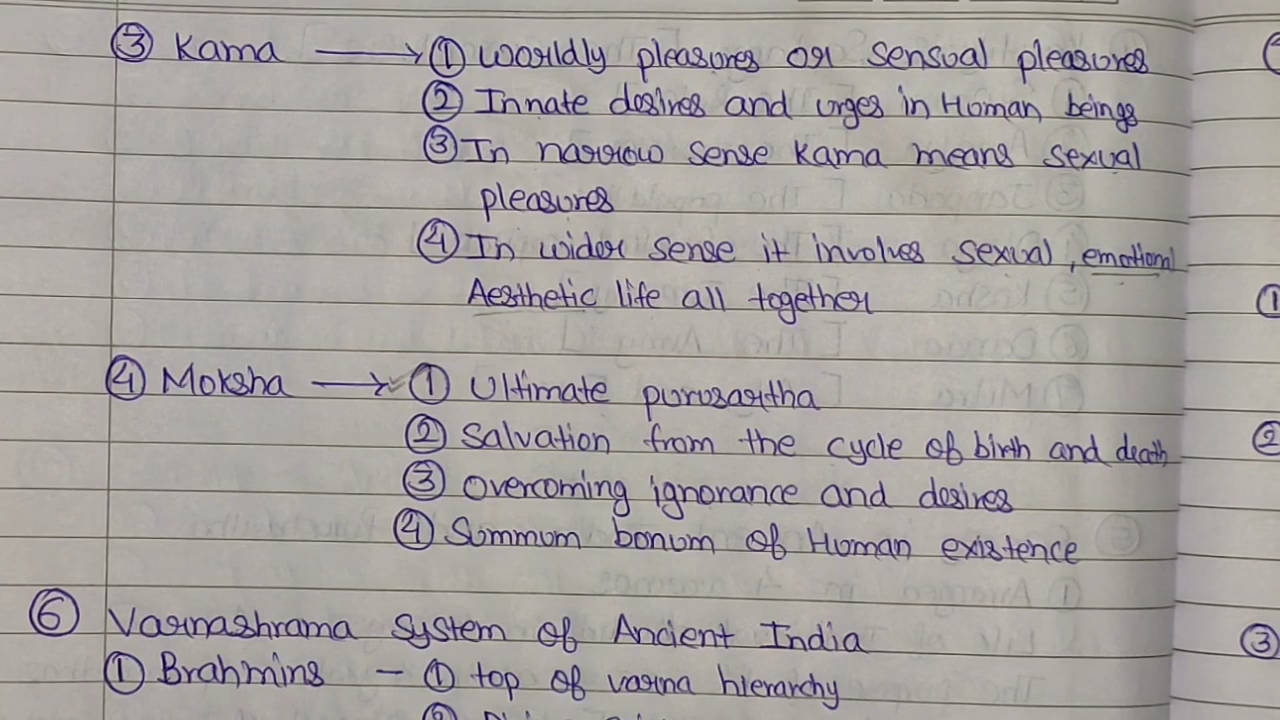 ③ Kama → ① Worldly pleasures or sensual pleasures
② Innate desires and urges in Human beings
③ In narrow sense Kama means sexual
pleasures
④ In wider sense it involves sexual, emotional
Aesthetic life all together
④ Moksha → ① Ultimate purusartha
② Salvation from the cycle of birth and death
③ Overcoming ignorance and desires
④ Summum bonum of Human existence
⑥ Varnashrama System of Ancient India
① Brahmins - ① top of varna hierarchy
①
②
③